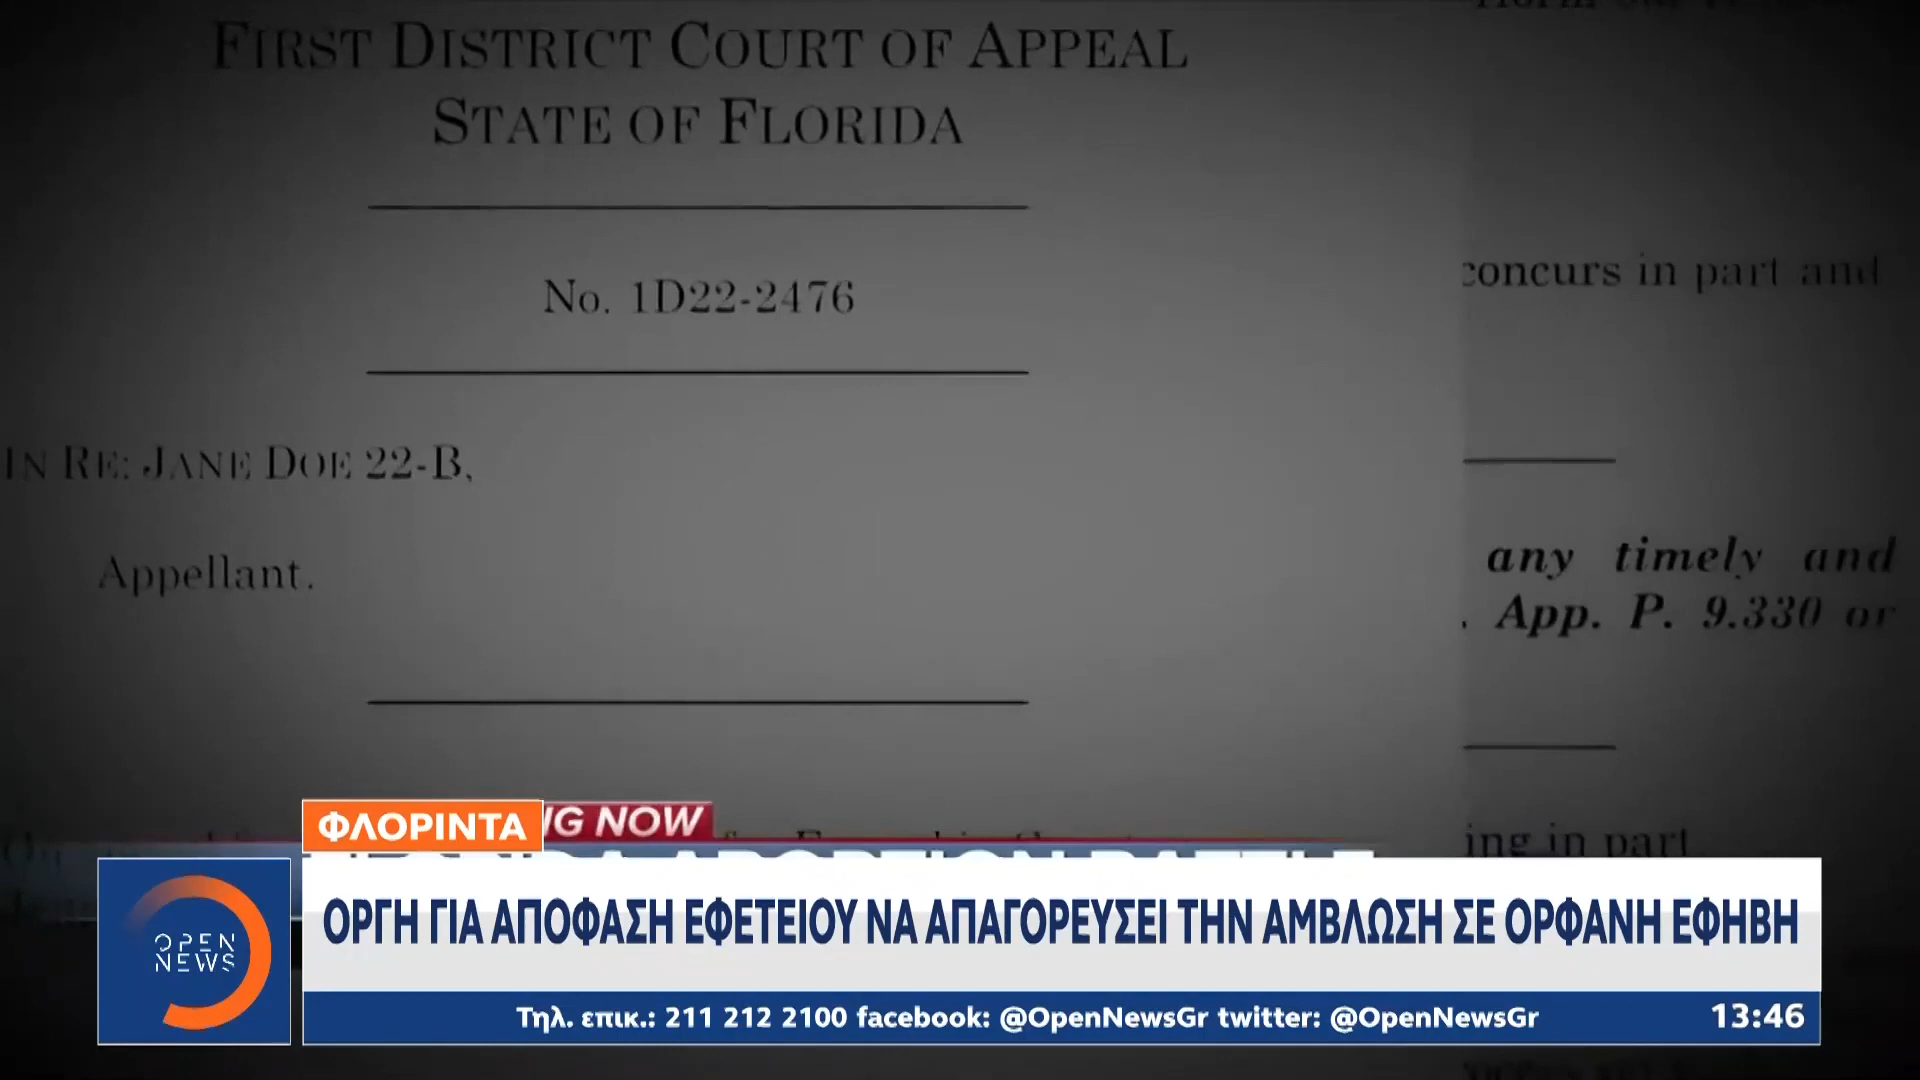 FIRST DISTRICT COURT OF APPEAL
STATE OF FLORIDA
No. 1D22-2476
concurs in part and
IN RE: JANE DOE 22-B,
any timely and
Appellant.
. App. P. 9.330 or
ΦΛΟΡΙΝΤΑ
NG NOW
ing in part.
ΟΡΓΗ ΓΙΑ ΑΠΟΦΑΣΗ ΕΦΕΤΕΙΟΥ ΝΑ ΑΠΑΓΟΡΕΥΣΕΙ ΤΗΝ ΑΜΒΛΩΣΗ ΣΕ ΟΡΦΑΝΗ ΕΦΗΒΗ
OPEN
NEWS
Τηλ. επικ.: 211 212 2100 facebook: @OpenNewsGr twitter: @OpenNewsGr
13:46